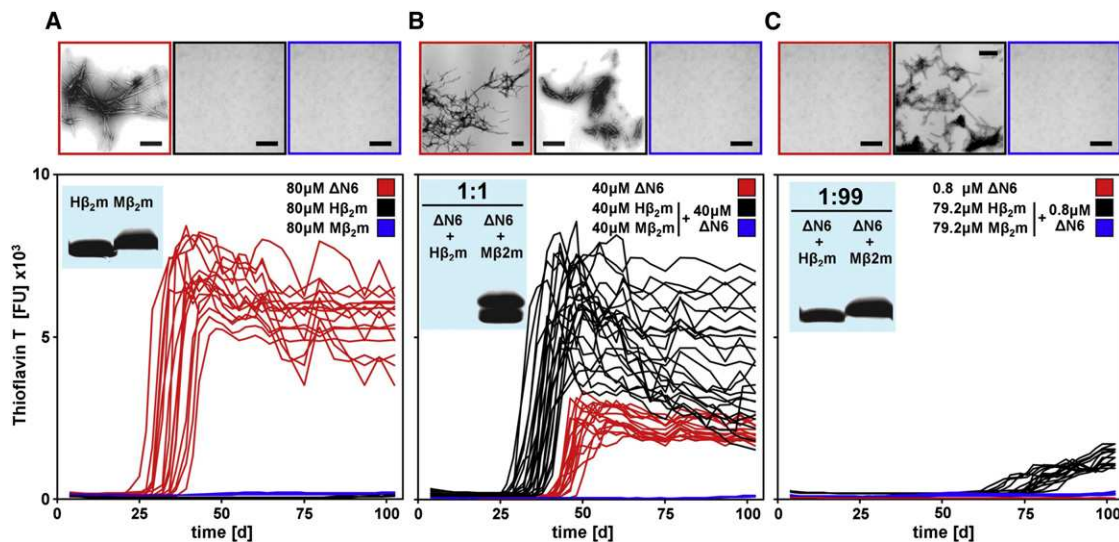 A
B
C
10
5
0
Thioflavin T [FU] x10³
Hβ₂m Mβ₂m
80μM ΔN6
80μM Hβ₂m
80μM Mβ₂m
0 25 50 75 100
time [d]
1:1
ΔN6 ΔN6
+ +
Hβ₂m Mβ2m
40μM ΔN6
40μM Hβ₂m
40μM Mβ₂m
+ 40μM
ΔN6
0 25 50 75 100
time [d]
1:99
ΔN6 ΔN6
+ +
Hβ₂m Mβ2m
0.8 μM ΔN6
79.2μM Hβ₂m
79.2μM Mβ₂m
+ 0.8μM
ΔN6
0 25 50 75 100
time [d]